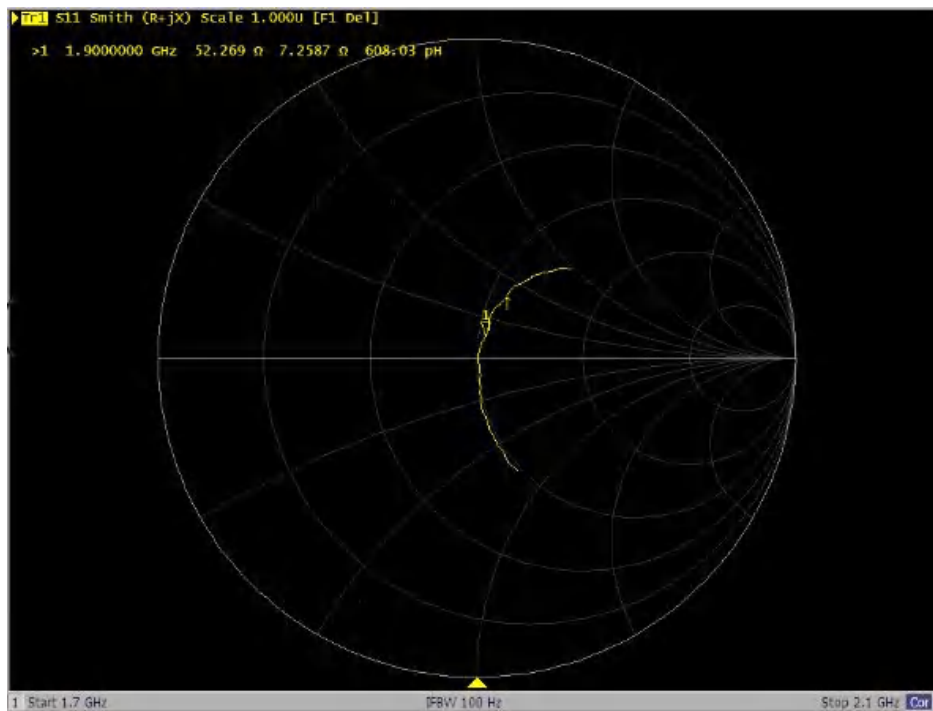 Tr1 S11 Smith (R+jX) Scale 1.000U [F1 Del]
>1 1.9000000 GHz 52.269 Ω 7.2587 Ω 608.03 pH
1
1 Start 1.7 GHz IFBW 100 Hz Stop 2.1 GHz Cor